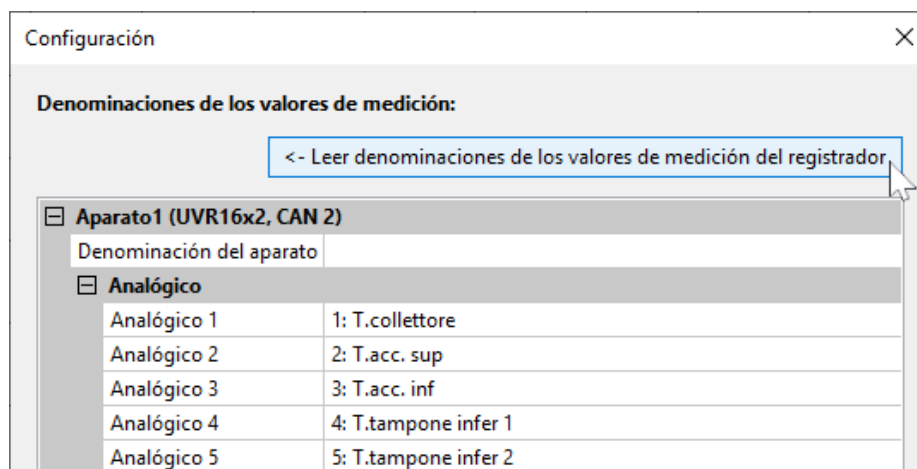 Configuración
Denominaciones de los valores de medición:
<- Leer denominaciones de los valores de medición del registrador
Aparato1 (UVR16x2, CAN 2)
Denominación del aparato
Analógico
Analógico 1 1: T.collettore
Analógico 2 2: T.acc. sup
Analógico 3 3: T.acc. inf
Analógico 4 4: T.tampone infer 1
Analógico 5 5: T.tampone infer 2